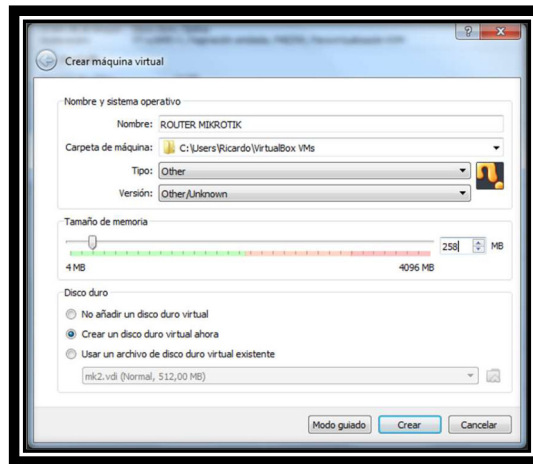 Crear máquina virtual
Nombre y sistema operativo
Nombre: ROUTER MIKROTIK
Carpeta de máquina: C:\Users\Ricardo\VirtualBox VMs
Tipo: Other
Versión: Other/Unknown
Tamaño de memoria
258 MB
4 MB 4096 MB
Disco duro
No añadir un disco duro virtual
Crear un disco duro virtual ahora
Usar un archivo de disco duro virtual existente
mk2.vdi (Normal, 512,00 MB)
Modo guiado Crear Cancelar